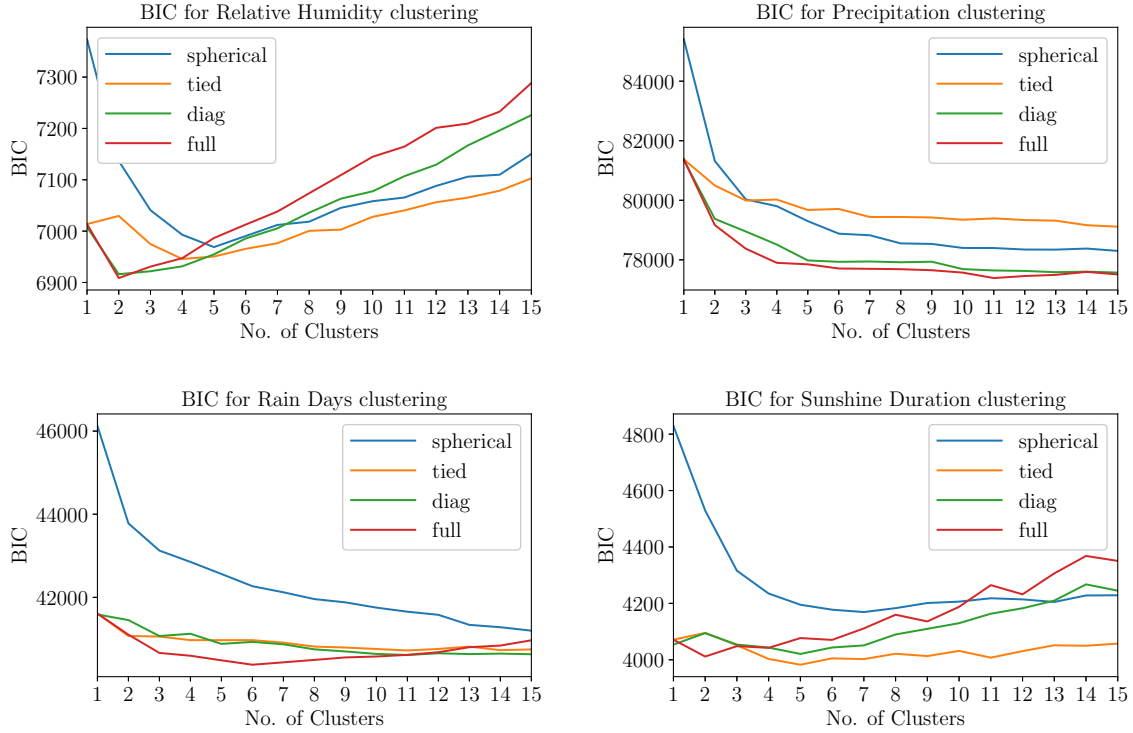 BIC for Relative Humidity clustering
BIC
7300
7200
7100
7000
6900
spherical
tied
diag
full
1 2 3 4 5 6 7 8 9 10 11 12 13 14 15
No. of Clusters
BIC for Precipitation clustering
BIC
84000
82000
80000
78000
spherical
tied
diag
full
1 2 3 4 5 6 7 8 9 10 11 12 13 14 15
No. of Clusters
BIC for Rain Days clustering
BIC
46000
44000
42000
spherical
tied
diag
full
1 2 3 4 5 6 7 8 9 10 11 12 13 14 15
No. of Clusters
BIC for Sunshine Duration clustering
BIC
4800
4600
4400
4200
4000
spherical
tied
diag
full
1 2 3 4 5 6 7 8 9 10 11 12 13 14 15
No. of Clusters